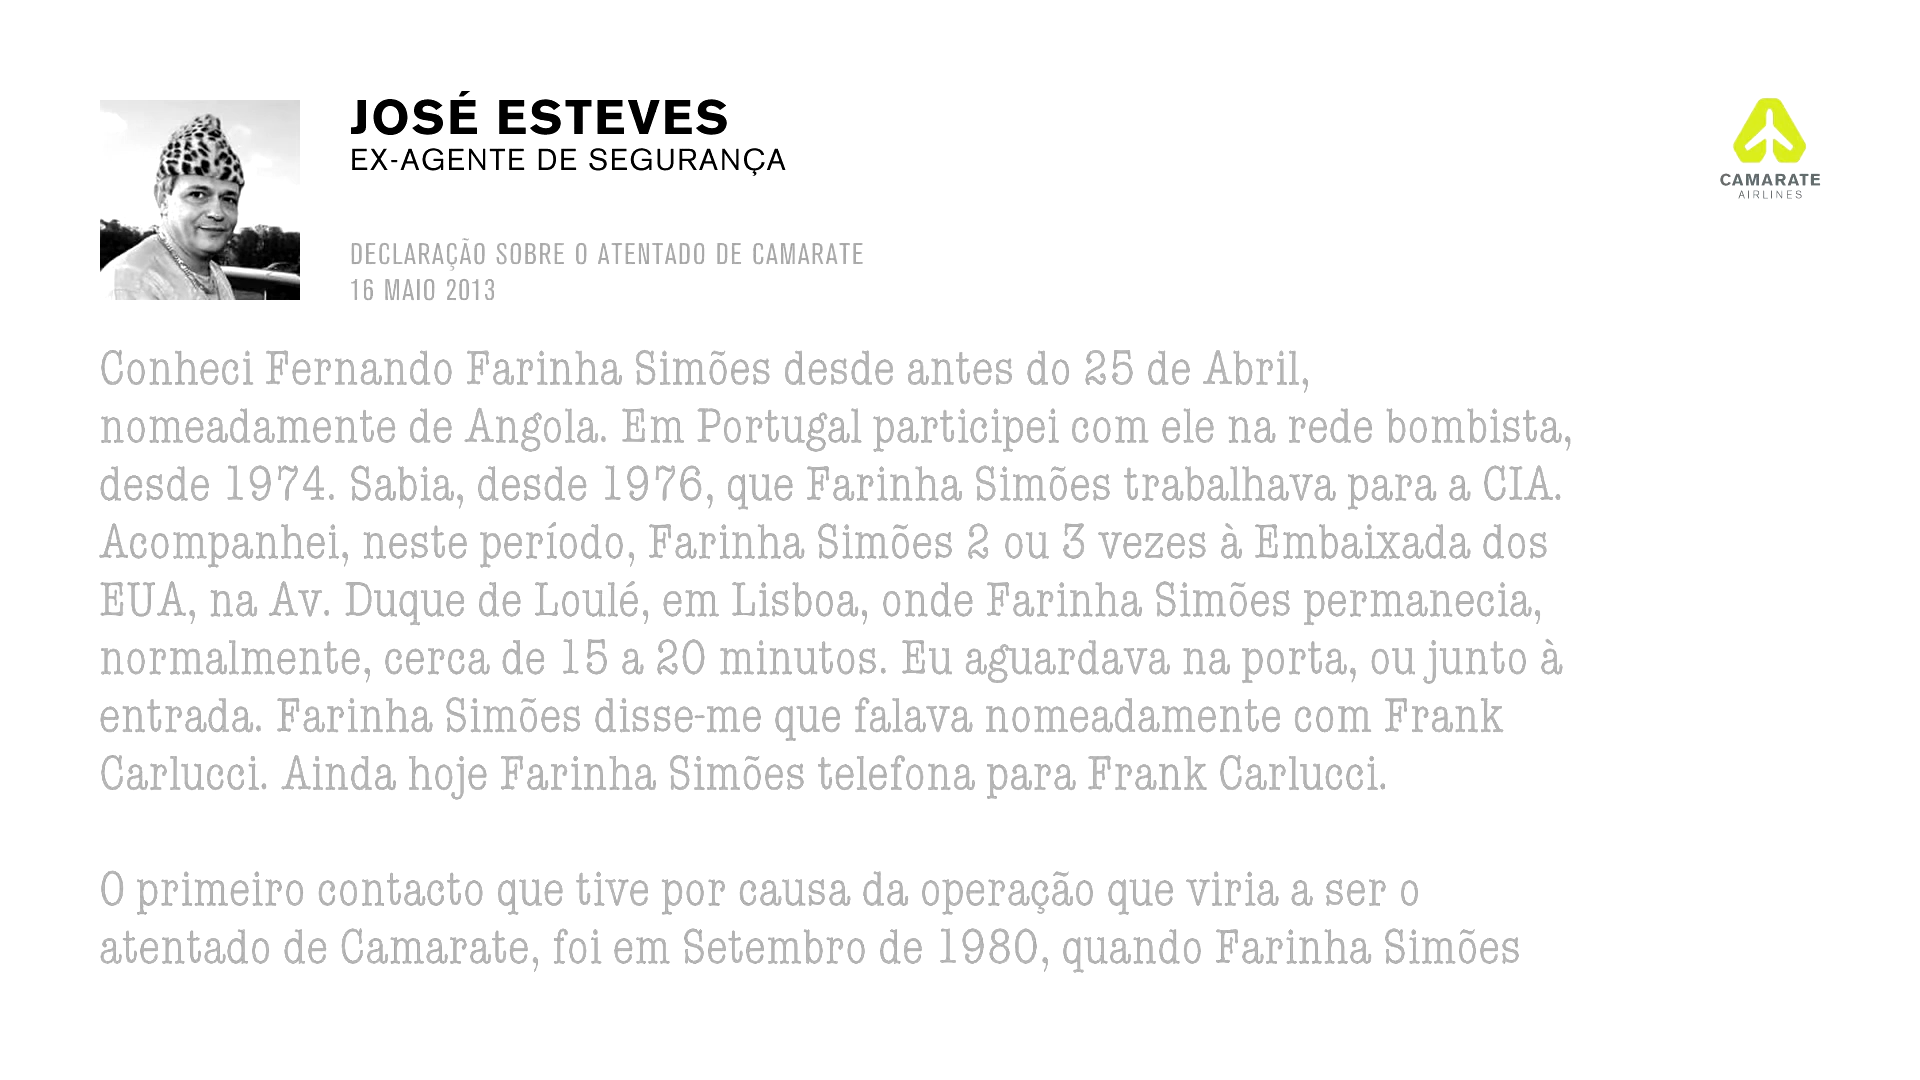 JOSÉ ESTEVES
EX-AGENTE DE SEGURANÇA
CAMARATE
AIRLINES
DECLARAÇÃO SOBRE O ATENTADO DE CAMARATE
16 MAIO 2013
Conheci Fernando Farinha Simões desde antes do 25 de Abril,
nomeadamente de Angola. Em Portugal participei com ele na rede bombista,
desde 1974. Sabia, desde 1976, que Farinha Simões trabalhava para a CIA.
Acompanhei, neste período, Farinha Simões 2 ou 3 vezes à Embaixada dos
EUA, na Av. Duque de Loulé, em Lisboa, onde Farinha Simões permanecia,
normalmente, cerca de 15 a 20 minutos. Eu aguardava na porta, ou junto à
entrada. Farinha Simões disse-me que falava nomeadamente com Frank
Carlucci. Ainda hoje Farinha Simões telefona para Frank Carlucci.
O primeiro contacto que tive por causa da operação que viria a ser o
atentado de Camarate, foi em Setembro de 1980, quando Farinha Simões